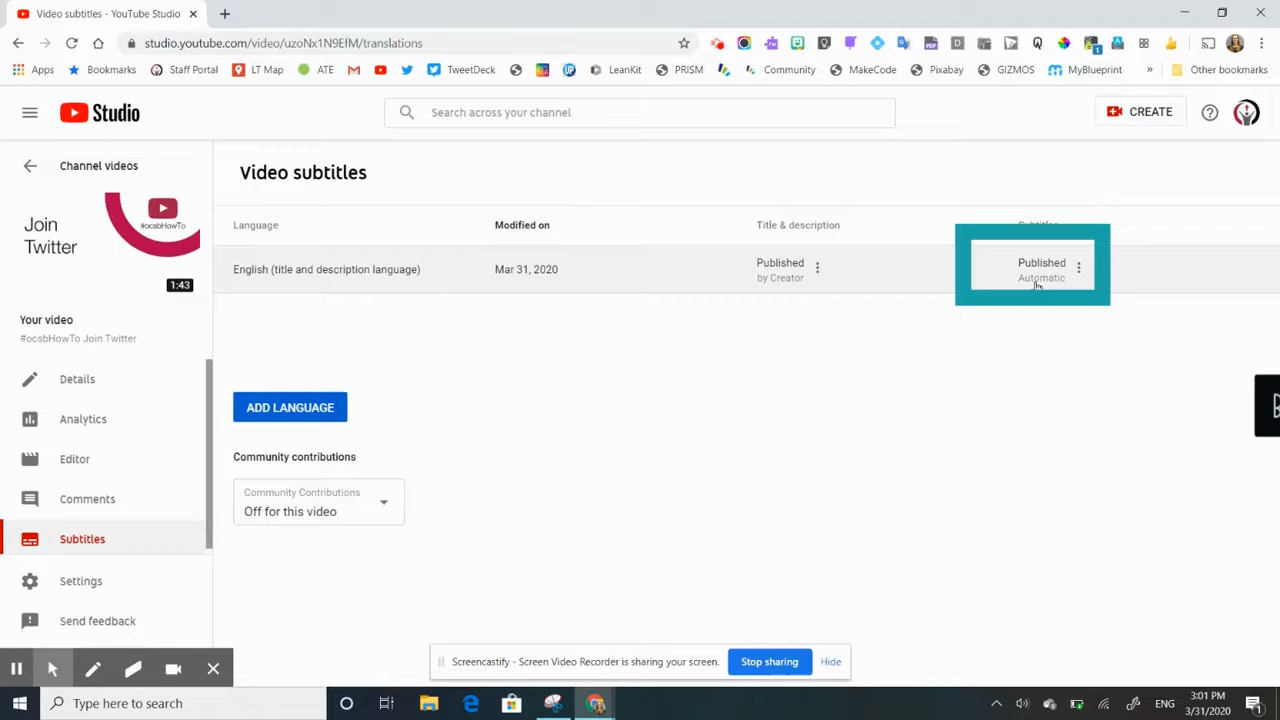 Video subtitles - YouTube Studio
studio.youtube.com/video/uzoNx1N9EfM/translations
Apps Bookmarks Staff Portal LT Map ATE TweetDeck LeanKit PRISM Community MakeCode Pixabay GIZMOS MyBlueprint » Other bookmarks
Studio
Search across your channel
CREATE
Channel videos
Join
Twitter
#ocsbHowTo
1:43
Your video
#ocsbHowTo Join Twitter
Details
Analytics
Editor
Comments
Subtitles
Settings
Send feedback
Video subtitles
Language Modified on Title & description Subtitles
English (title and description language) Mar 31, 2020 Published Published
by Creator Automatic
ADD LANGUAGE
Community contributions
Community Contributions
Off for this video
Screencastify - Screen Video Recorder is sharing your screen. Stop sharing Hide
Type here to search
3:01 PM
3/31/2020